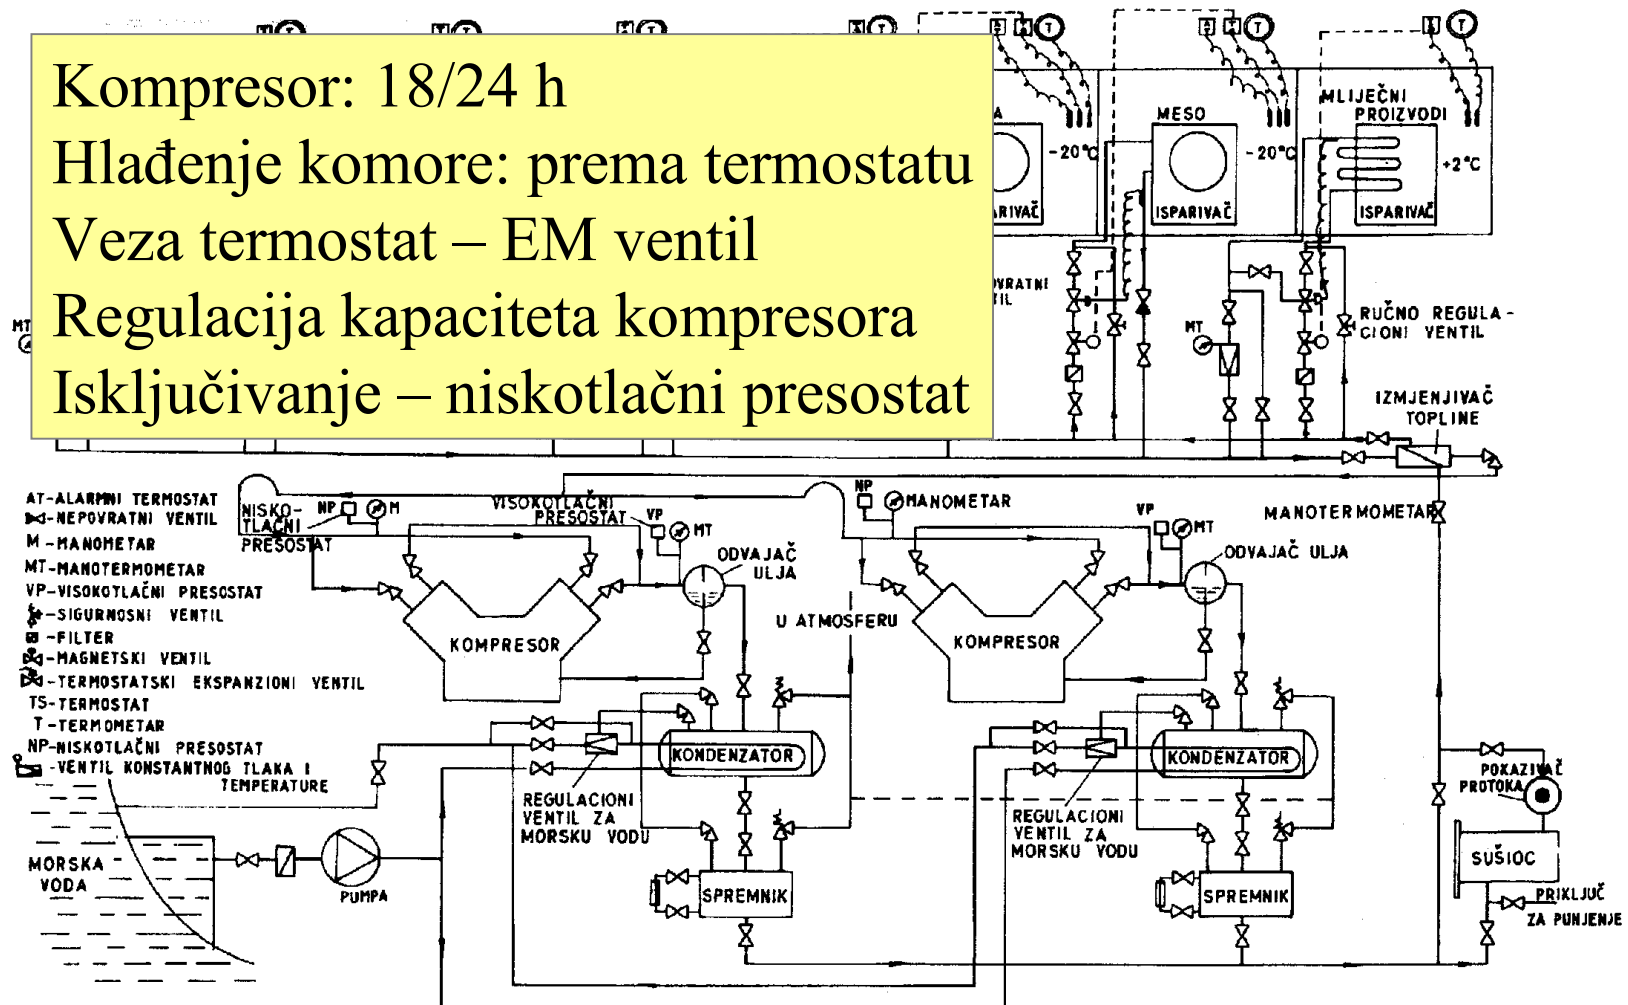 Kompresor: 18/24 h
Hlađenje komore: prema termostatu
Veza termostat – EM ventil
Regulacija kapaciteta kompresora
Isključivanje – niskotlačni presostat
T
T
T
MESO
MLIJEČNI
PROIZVODI
-20°C
-20°C
+2°C
ISPARIVAČ
ISPARIVAČ
MT
MT
RUČNO REGULA-
CIONI VENTIL
IZMJENJIVAČ
TOPLINE
AT-ALARMNI TERMOSTAT
-NEPOVRATNI VENTIL
M -MANOMETAR
MT-MANOTERMOMETAR
VP-VISOKOTLAČNI PRESOSTAT
-SIGURNOSNI VENTIL
-FILTER
-MAGNETSKI VENTIL
-TERMOSTATSKI EKSPANZIONI VENTIL
TS-TERMOSTAT
T -TERMOMETAR
NP-NISKOTLAČNI PRESOSTAT
-VENTIL KONSTANTNOG TLAKA I
TEMPERATURE
NISKO-
TLAČNI
PRESOSTAT
NP
M
VISOKOTLAČNI
PRESOSTAT
VP
MT
ODVAJAČ
ULJA
NP
MANOMETAR
VP
MT
MANOTERMOMETAR
ODVAJAČ ULJA
KOMPRESOR
U ATMOSFERU
KOMPRESOR
KONDENZATOR
KONDENZATOR
REGULACIONI
VENTIL ZA
MORSKU VODU
REGULACIONI
VENTIL ZA
MORSKU VODU
POKAZIVAČ
PROTOKA
MORSKA
VODA
PUMPA
SPREMNIK
SPREMNIK
SUŠIOC
PRIKLJUČ
ZA PUNJENJE